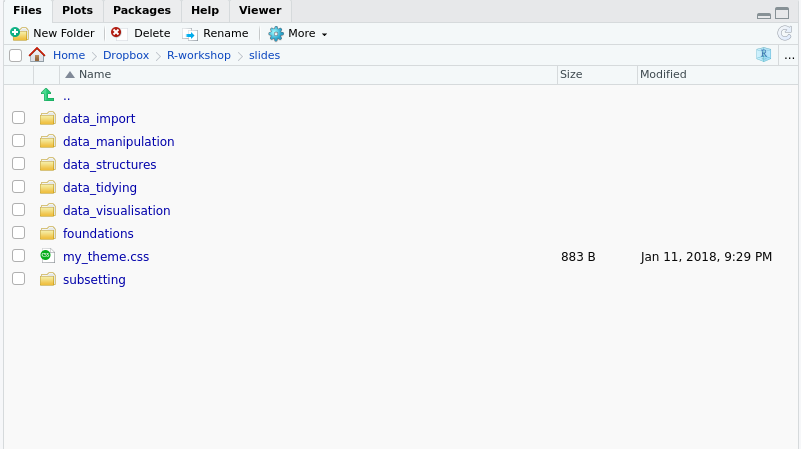 Files Plots Packages Help Viewer
New Folder Delete Rename More
Home Dropbox R-workshop slides R ...
Name Size Modified
..
data_import
data_manipulation
data_structures
data_tidying
data_visualisation
foundations
CSS my_theme.css 883 B Jan 11, 2018, 9:29 PM
subsetting